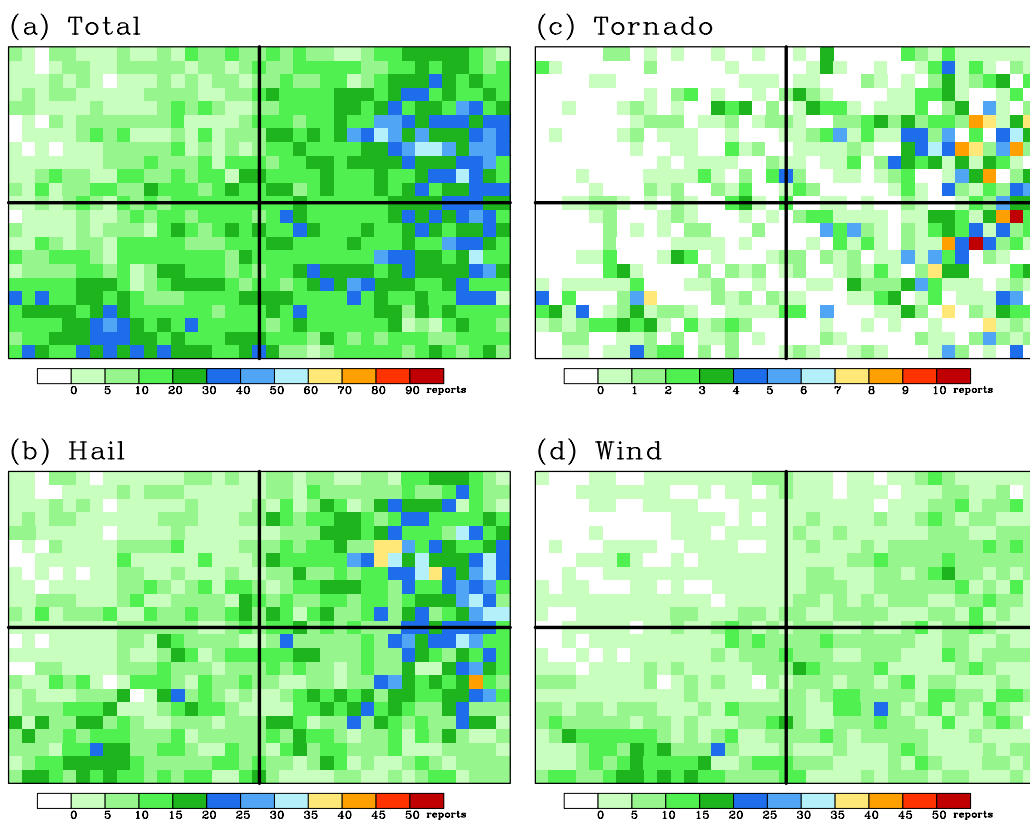 (a) Total
(c) Tornado
0 5 10 20 30 40 50 60 70 80 90 reports
0 1 2 3 4 5 6 7 8 9 10 reports
(b) Hail
(d) Wind
0 5 10 15 20 25 30 35 40 45 50 reports
0 5 10 15 20 25 30 35 40 45 50 reports